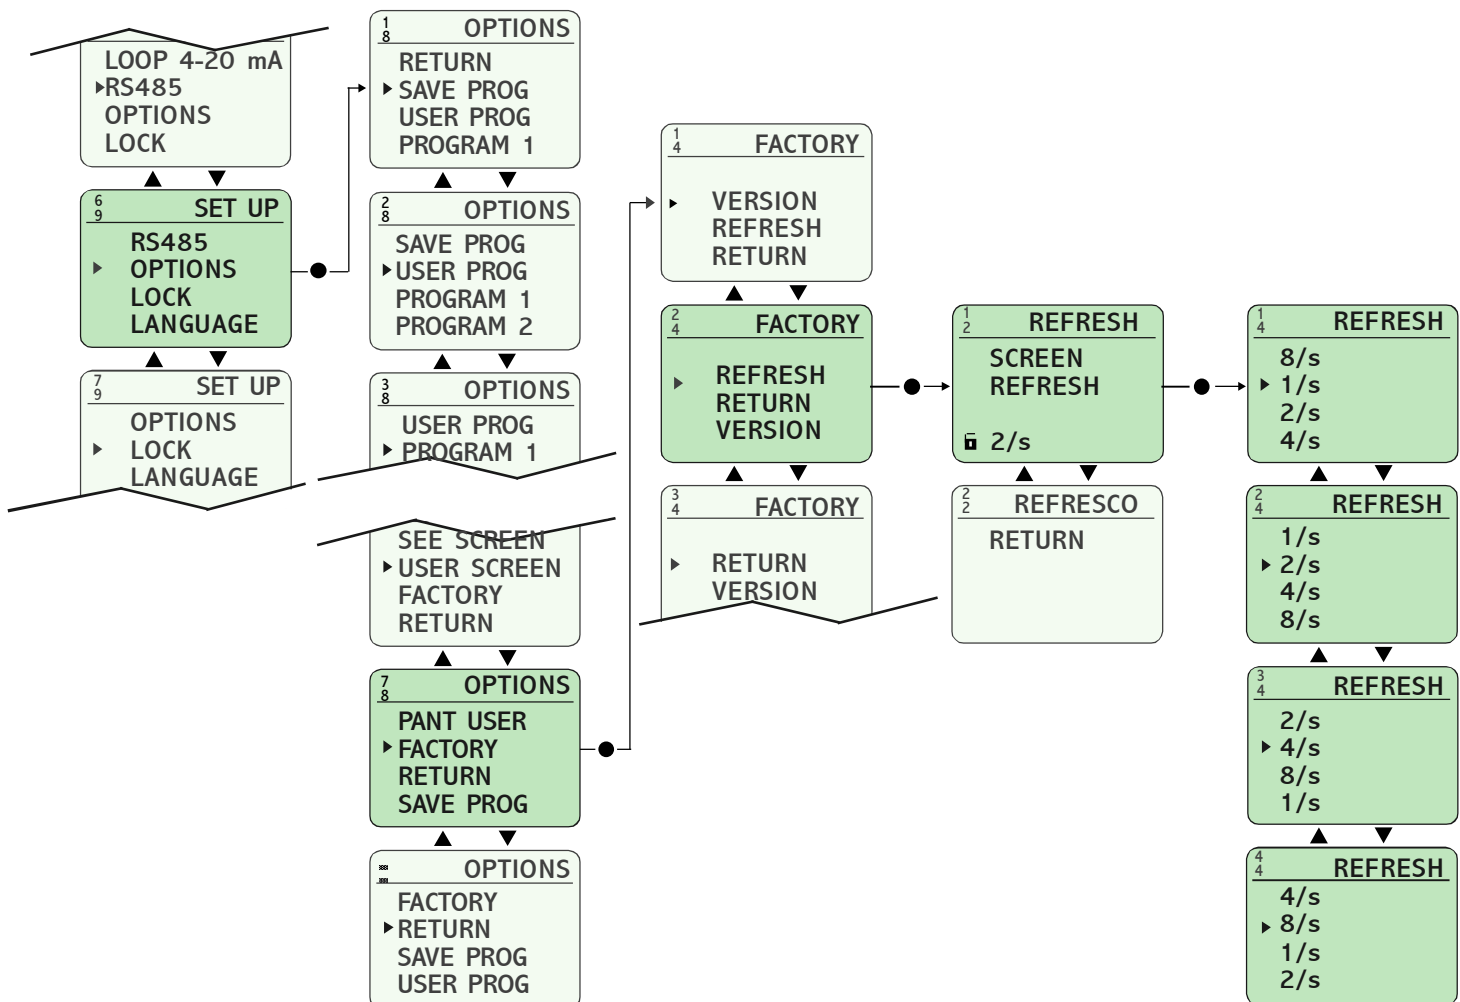 LOOP 4-20 mA
RS485
OPTIONS
LOCK
6
9
SET UP
RS485
OPTIONS
LOCK
LANGUAGE
7
9
SET UP
OPTIONS
LOCK
LANGUAGE
1
8
OPTIONS
RETURN
SAVE PROG
USER PROG
PROGRAM 1
2
8
OPTIONS
SAVE PROG
USER PROG
PROGRAM 1
PROGRAM 2
3
8
OPTIONS
USER PROG
PROGRAM 1
SEE SCREEN
USER SCREEN
FACTORY
RETURN
7
8
OPTIONS
PANT USER
FACTORY
RETURN
SAVE PROG
OPTIONS
FACTORY
RETURN
SAVE PROG
USER PROG
1
4
FACTORY
VERSION
REFRESH
RETURN
2
4
FACTORY
REFRESH
RETURN
VERSION
3
4
FACTORY
RETURN
VERSION
1
2
REFRESH
SCREEN
REFRESH
2/s
2
2
REFRESCO
RETURN
1
4
REFRESH
8/s
1/s
2/s
4/s
2
4
REFRESH
1/s
2/s
4/s
8/s
3
4
REFRESH
2/s
4/s
8/s
1/s
4
4
REFRESH
4/s
8/s
1/s
2/s